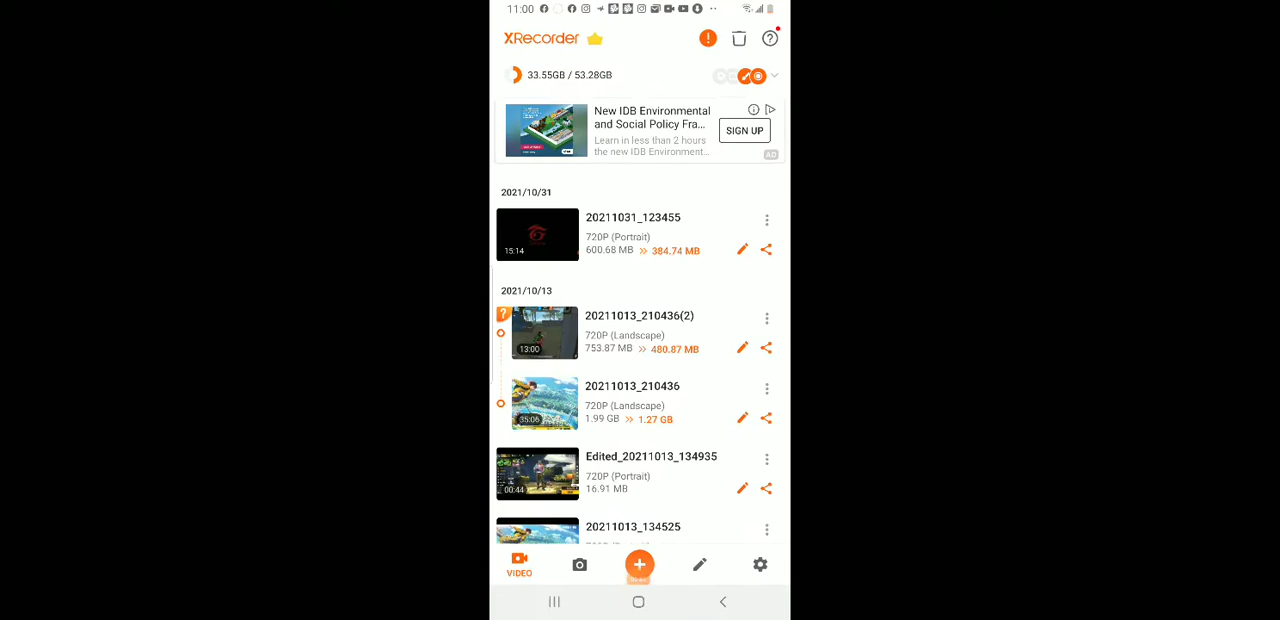 11:00
XRecorder
33.55GB / 53.28GB
New IDB Environmental
and Social Policy Fra...
Learn in less than 2 hours
the new IDB Environment...
SIGN UP
AD
2021/10/31
20211031_123455
720P (Portrait)
600.68 MB >> 384.74 MB
15:14
2021/10/13
20211013_210436(2)
720P (Landscape)
753.87 MB >> 480.87 MB
13:00
20211013_210436
720P (Landscape)
1.99 GB >> 1.27 GB
35:06
Edited_20211013_134935
720P (Portrait)
16.91 MB
00:44
20211013_134525
VIDEO